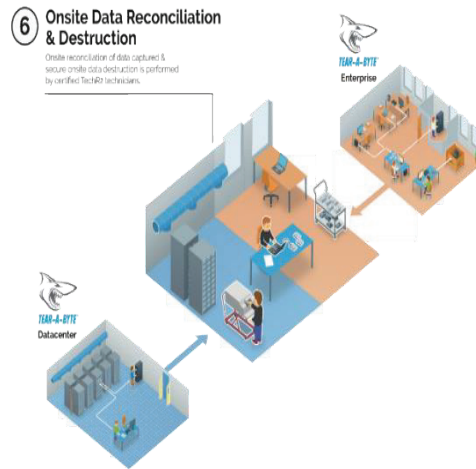 6
Onsite Data Reconciliation
& Destruction
Onsite reconciliation of data captured &
secure onsite data destruction is performed
by certified TechR2 technicians.
TEAR-A-BYTE
Enterprise
TEAR-A-BYTE
Datacenter